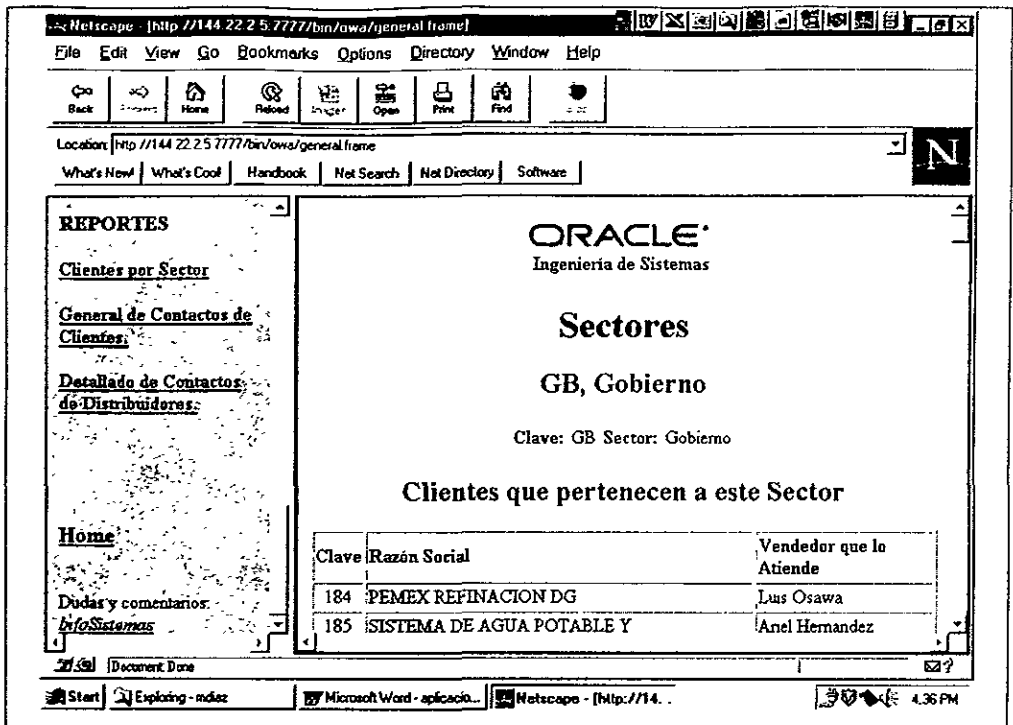 Netscape - [http //144.22 2 5:7777/bin/owa/general frame]
File Edit View Go Bookmarks Options Directory Window Help
Back Home Reload Images Open Print Find
Location: http //144 22 2 5 7777/bin/owa/general.frame
What's New! What's Cool! Handbook Net Search Net Directory Software
REPORTES
Clientes por Sector
General de Contactos de
Clientes.
Detallado de Contactos
de Distribuidores.
Home
Dudas y comentarios:
InfoSistemas
ORACLE
Ingeniería de Sistemas
Sectores
GB, Gobierno
Clave: GB Sector: Gobierno
Clientes que pertenecen a este Sector
Clave Razón Social Vendedor que lo
Atiende
184 PEMEX REFINACION DG Luis Osawa
185 SISTEMA DE AGUA POTABLE Y Ariel Hernandez
Document: Done
Start Exploring - mdiaz Microsoft Word - aplicacio... Netscape - [http://14. . 4.36 PM